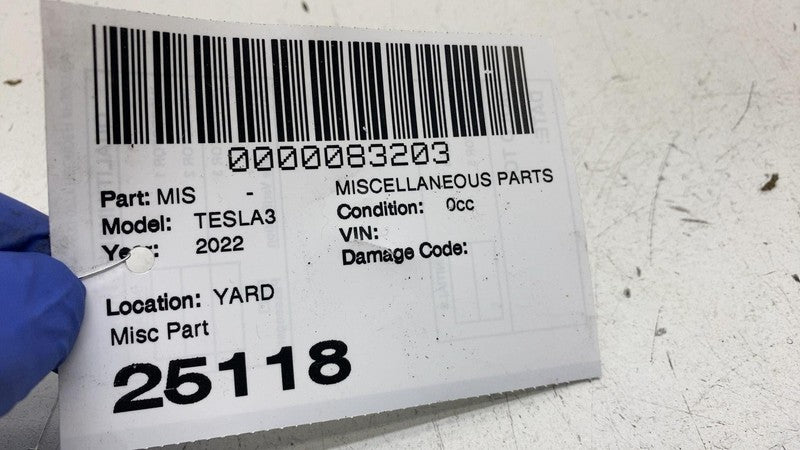 0000083203
Part: MIS - MISCELLANEOUS PARTS
Model: TESLA3 Condition: 0cc
Year: 2022 VIN:
Damage Code:
Location: YARD
Misc Part
25118